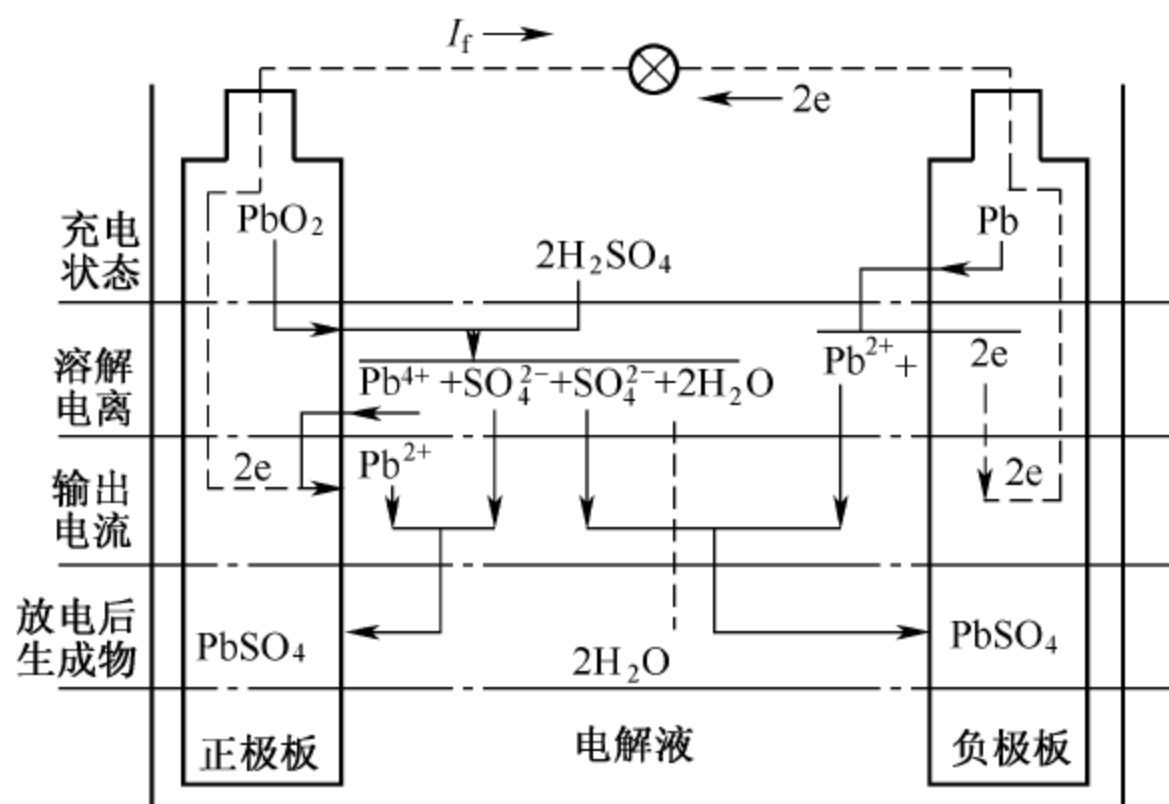 I_f
2e
PbO₂
Pb
充电
状态
2H₂SO₄
溶解
电离
Pb⁴⁺ +SO₄²⁻+SO₄²⁻+2H₂O
Pb²⁺ +
2e
输出
电流
2e
Pb²⁺
2e
放电后
生成物
PbSO₄
2H₂O
PbSO₄
正极板
电解液
负极板